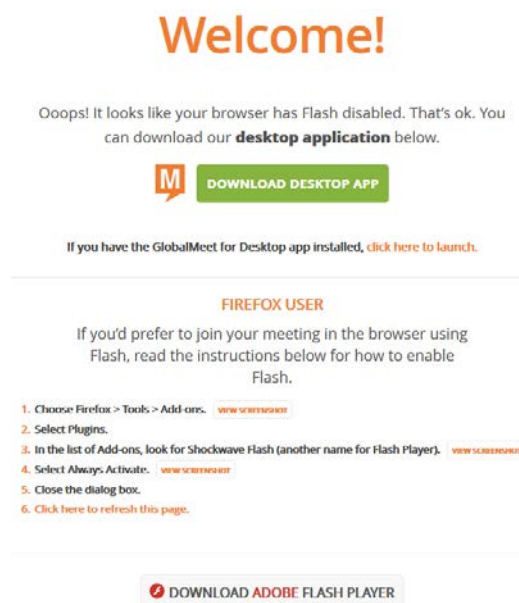 Welcome!
Ooops! It looks like your browser has Flash disabled. That's ok. You
can download our desktop application below.
M
DOWNLOAD DESKTOP APP
If you have the GlobalMeet for Desktop app installed, click here to launch.
FIREFOX USER
If you'd prefer to join your meeting in the browser using
Flash, read the instructions below for how to enable
Flash.
1. Choose Firefox > Tools > Add-ons. VIEW SCREENSHOT
2. Select Plugins.
3. In the list of Add-ons, look for Shockwave Flash (another name for Flash Player). VIEW SCREENSHOT
4. Select Always Activate. VIEW SCREENSHOT
5. Close the dialog box.
6. Click here to refresh this page.
DOWNLOAD ADOBE FLASH PLAYER